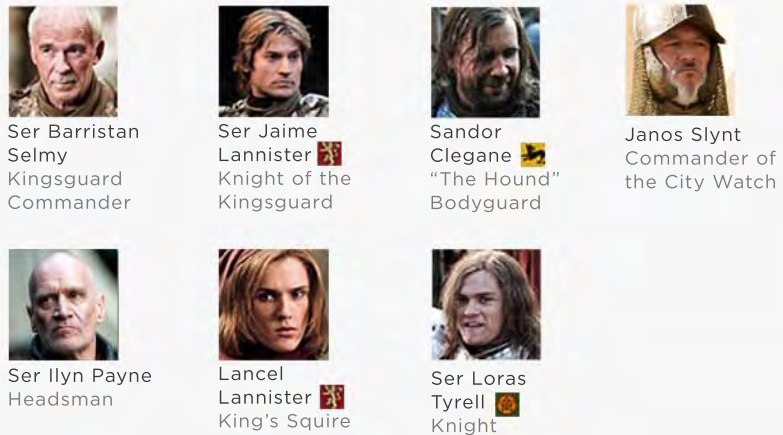 Ser Barristan
Selmy
Kingsguard
Commander
Ser Jaime
Lannister
Knight of the
Kingsguard
Sandor
Clegane
“The Hound”
Bodyguard
Janos Slynt
Commander of
the City Watch
Ser Ilyn Payne
Headsman
Lancel
Lannister
King’s Squire
Ser Loras
Tyrell
Knight